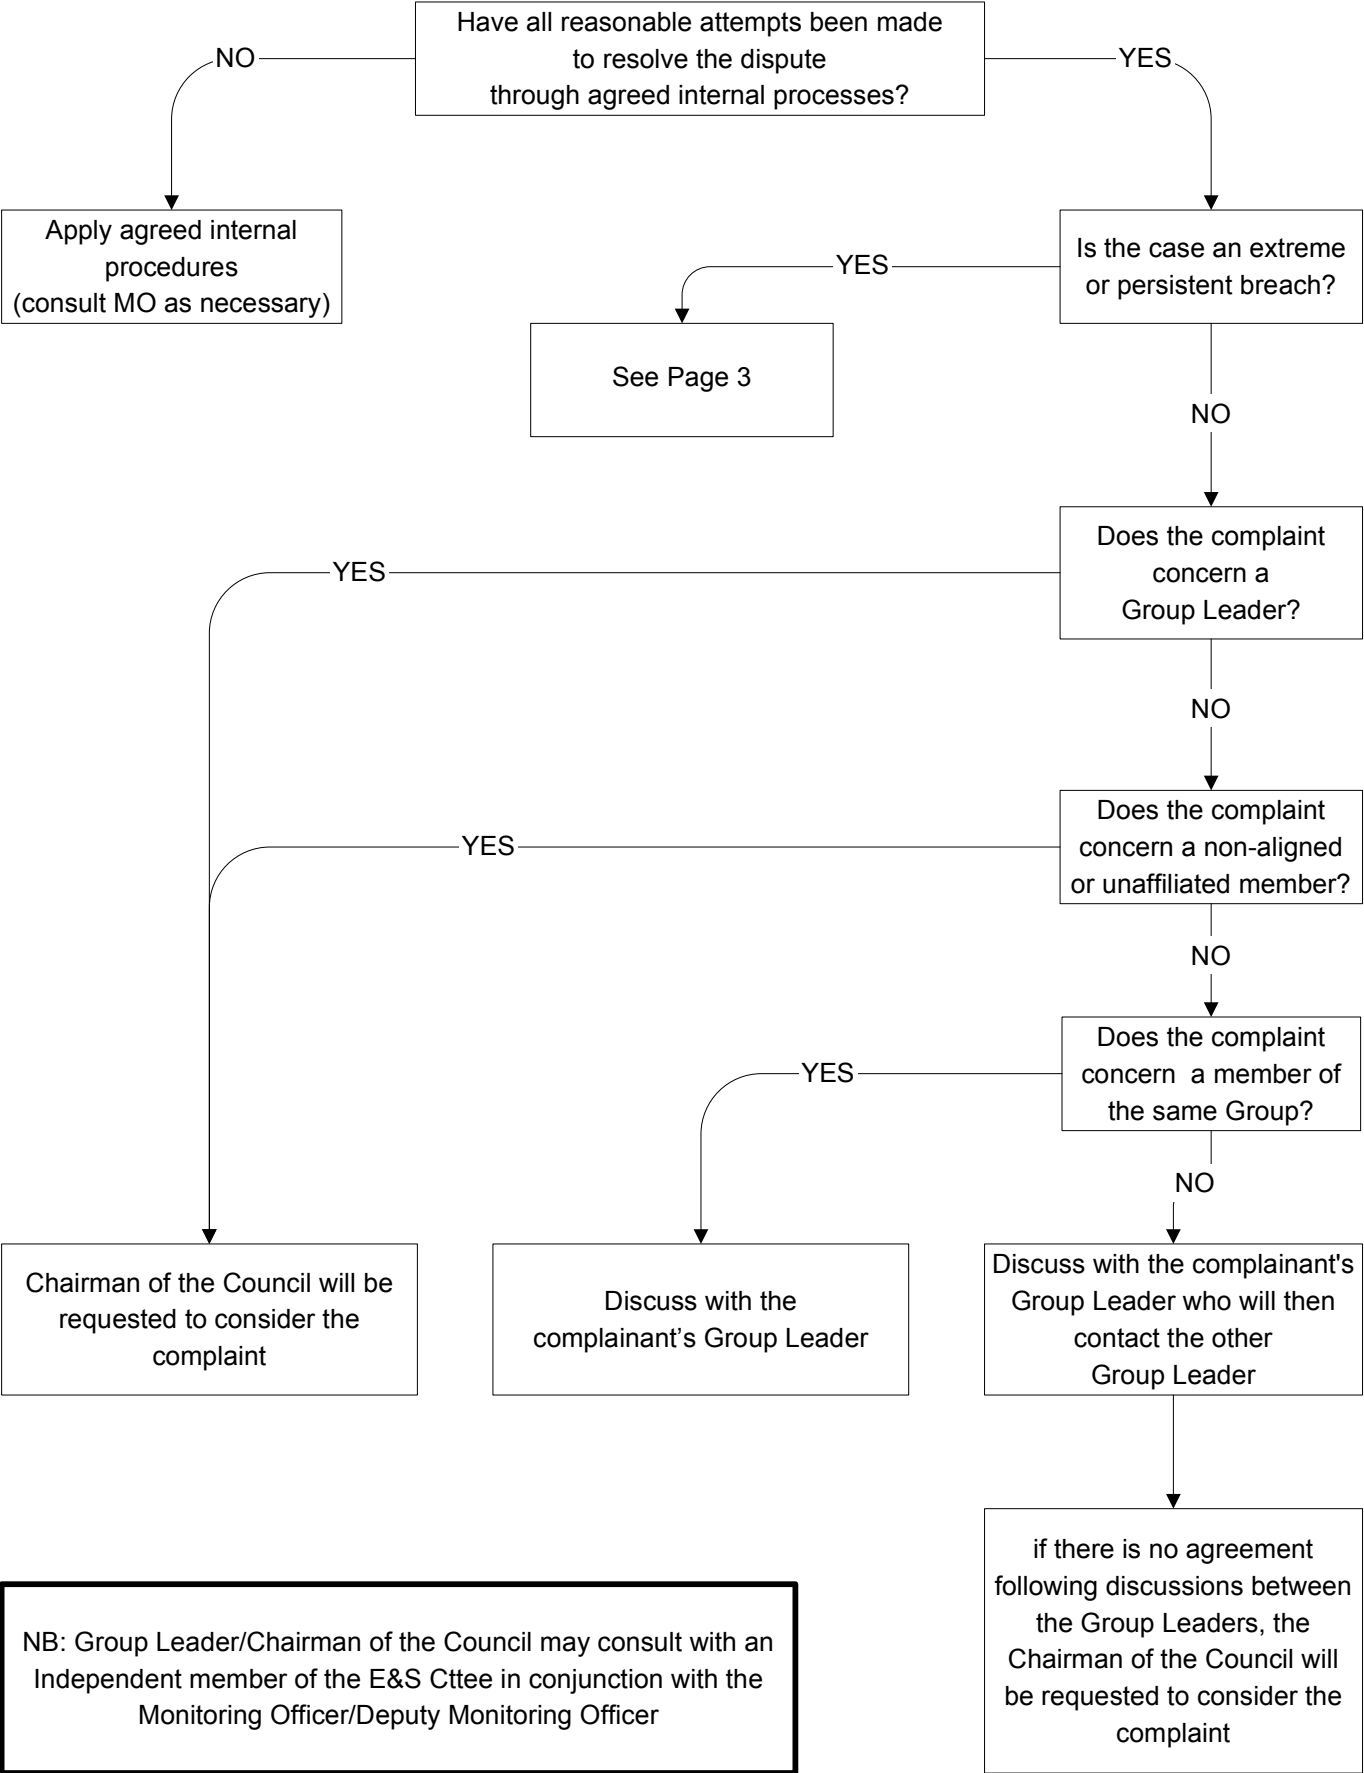 Have all reasonable attempts been made
to resolve the dispute
through agreed internal processes?
NO
YES
Apply agreed internal
procedures
(consult MO as necessary)
Is the case an extreme
or persistent breach?
YES
See Page 3
NO
Does the complaint
concern a
Group Leader?
YES
NO
Does the complaint
concern a non-aligned
or unaffiliated member?
YES
NO
Does the complaint
concern  a member of
the same Group?
YES
NO
Chairman of the Council will be
requested to consider the
complaint
Discuss with the
complainant’s Group Leader
Discuss with the complainant's
Group Leader who will then
contact the other
Group Leader
if there is no agreement
following discussions between
the Group Leaders, the
Chairman of the Council will
be requested to consider the
complaint
NB: Group Leader/Chairman of the Council may consult with an
Independent member of the E&S Cttee in conjunction with the
Monitoring Officer/Deputy Monitoring Officer